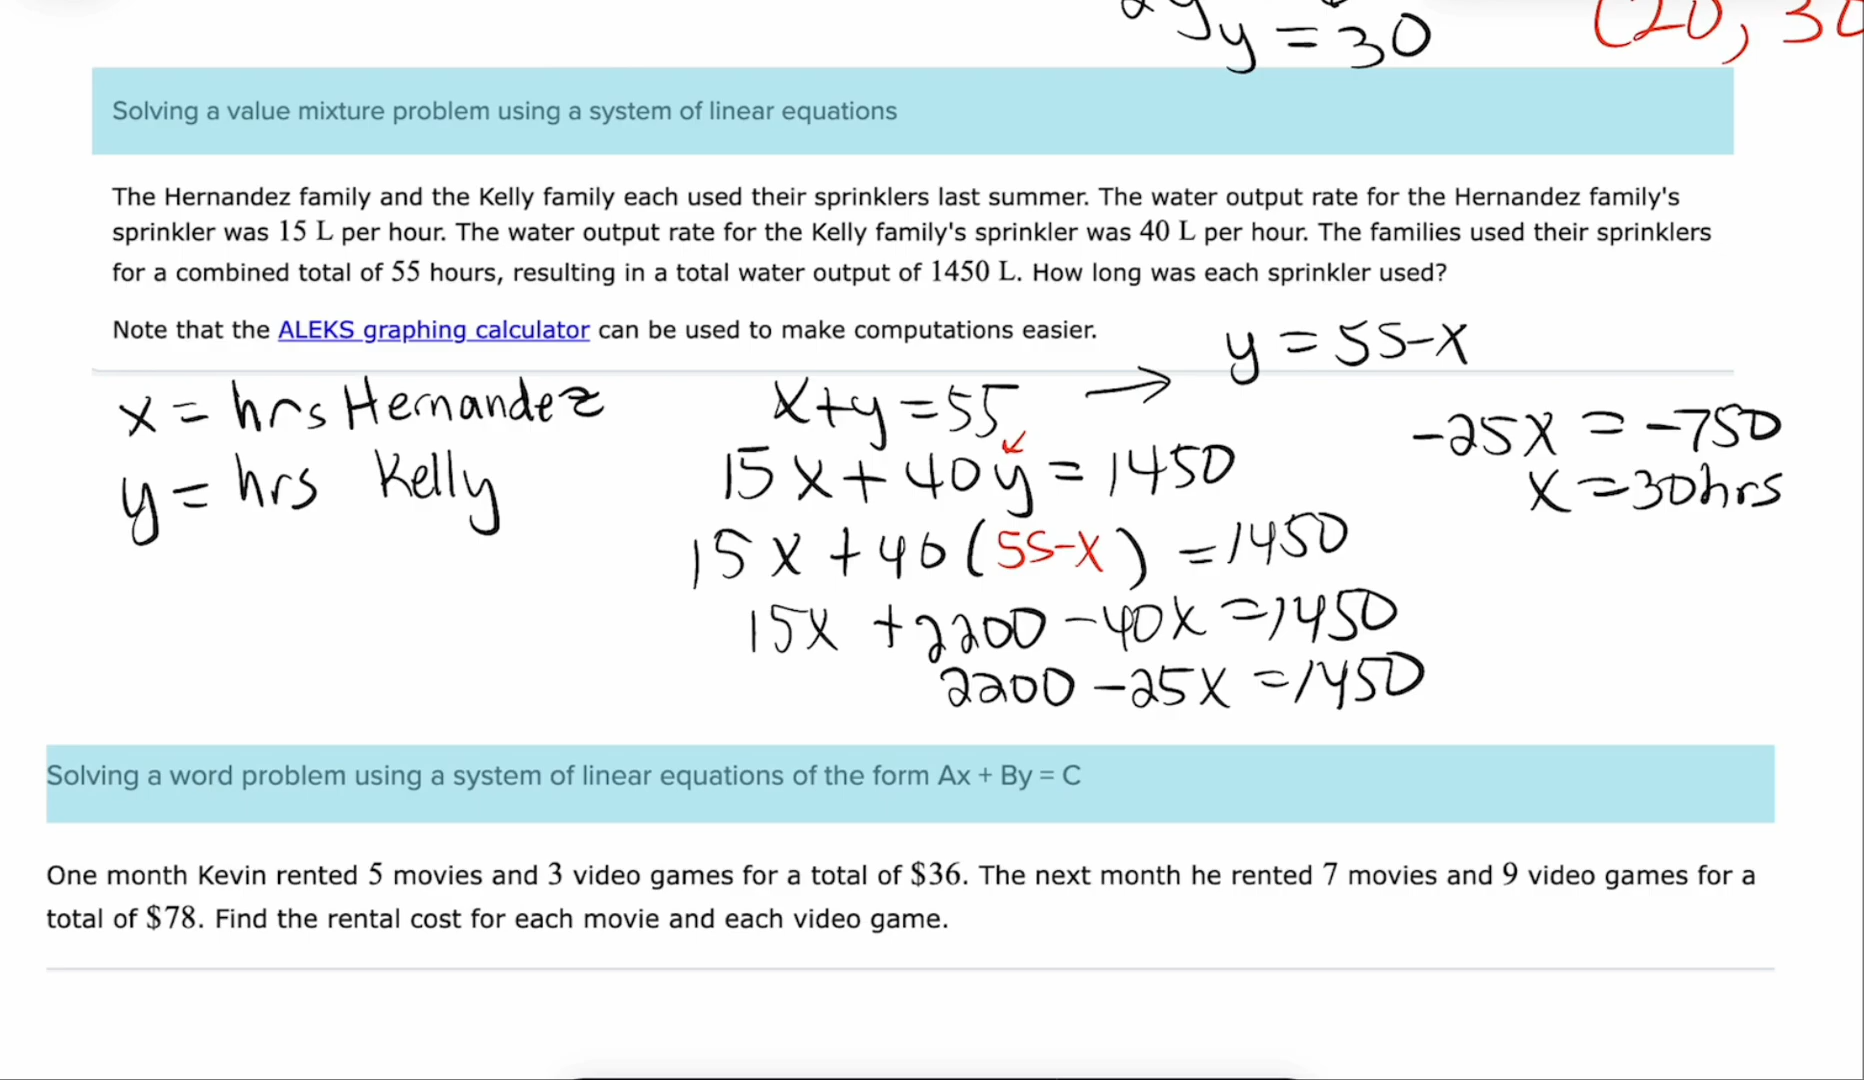 y = 30
(20, 30
Solving a value mixture problem using a system of linear equations
The Hernandez family and the Kelly family each used their sprinklers last summer. The water output rate for the Hernandez family's
sprinkler was 15 L per hour. The water output rate for the Kelly family's sprinkler was 40 L per hour. The families used their sprinklers
for a combined total of 55 hours, resulting in a total water output of 1450 L. How long was each sprinkler used?
Note that the ALEKS graphing calculator can be used to make computations easier.
y = 55-x
x = hrs Hernandez
y = hrs Kelly
x+y=55
15x+40y=1450
15x+40(55-x)=1450
15x+2200-40x=1450
2200-25x=1450
-25x=-750
x=30hrs
Solving a word problem using a system of linear equations of the form Ax + By = C
One month Kevin rented 5 movies and 3 video games for a total of $36. The next month he rented 7 movies and 9 video games for a
total of $78. Find the rental cost for each movie and each video game.